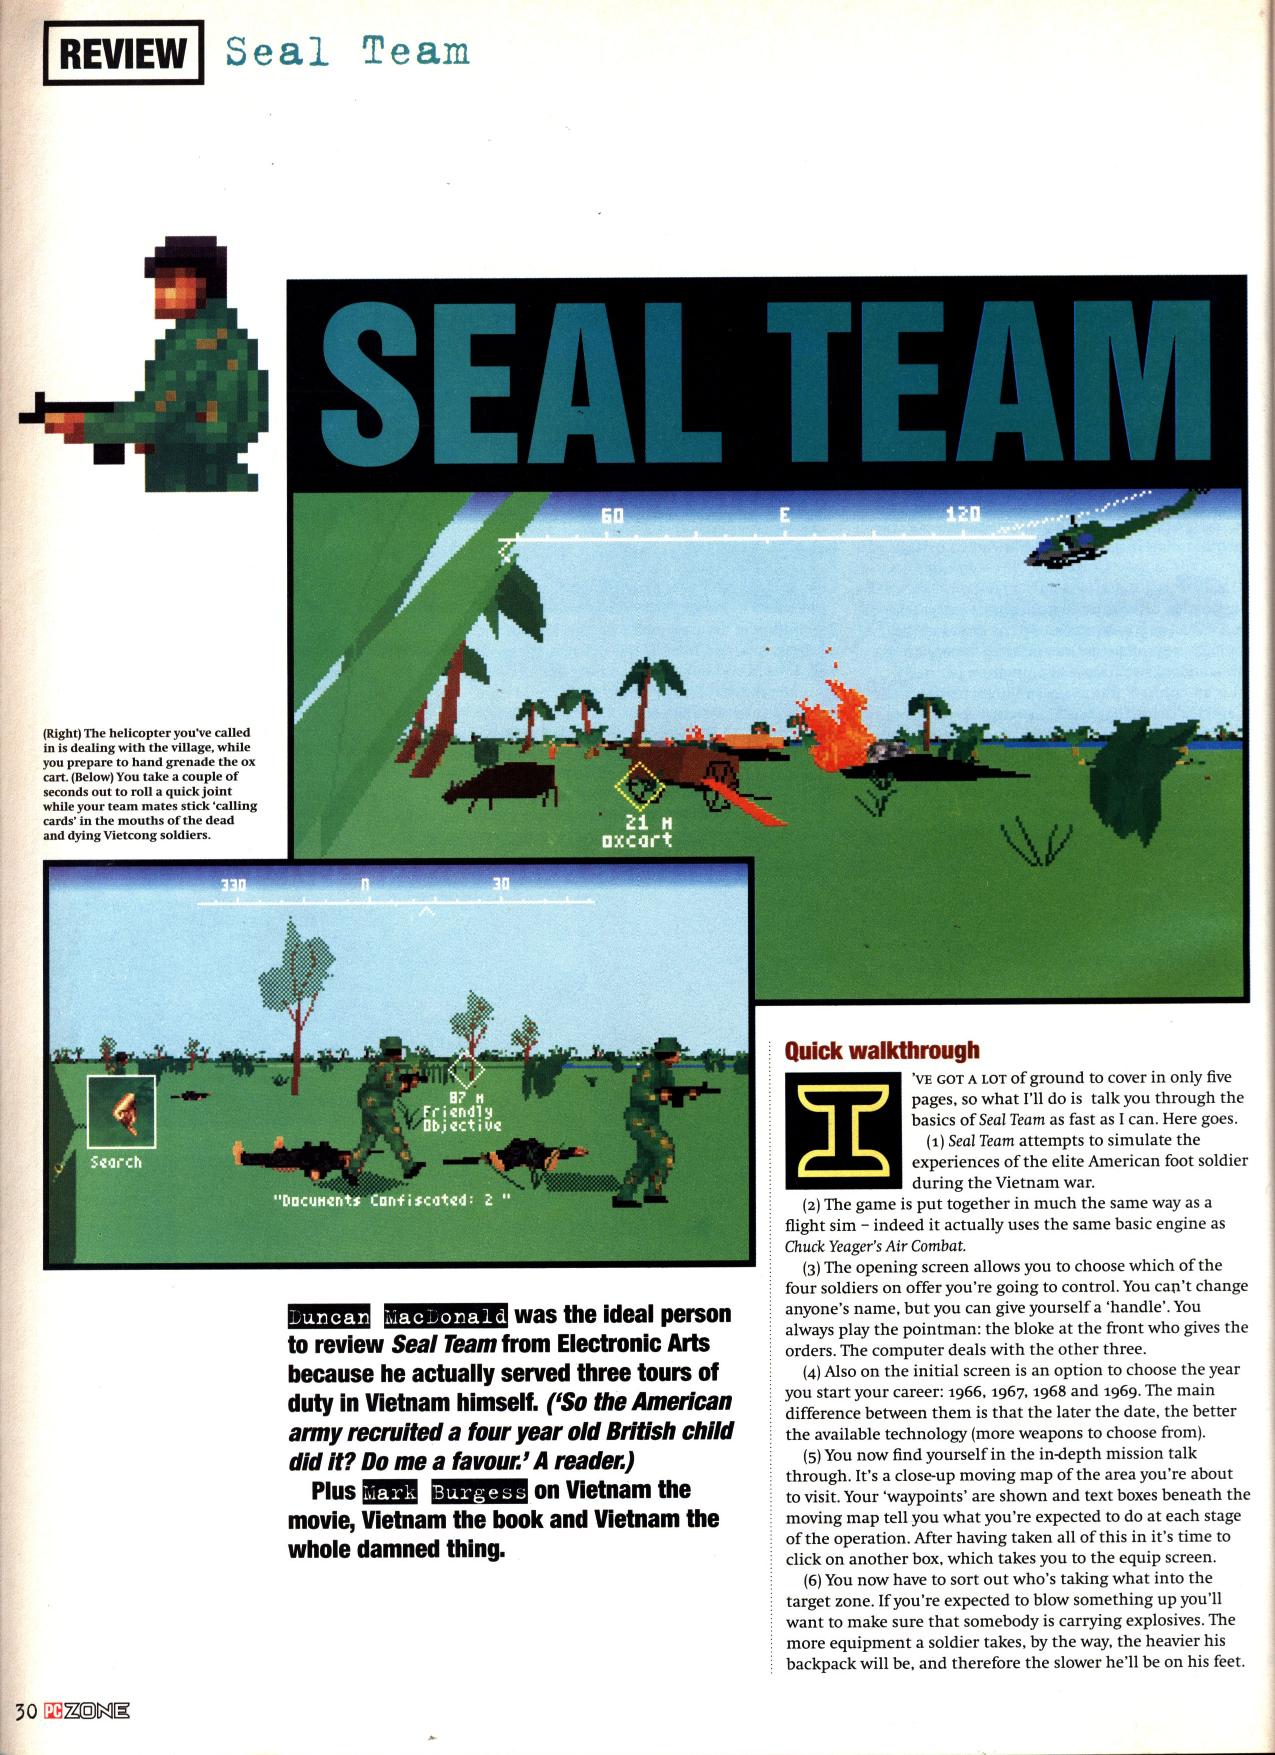 REVIEW Seal Team
SEAL TEAM
60 E 120
21 M
oxcart
(Right) The helicopter you've called
in is dealing with the village, while
you prepare to hand grenade the ox
cart. (Below) You take a couple of
seconds out to roll a quick joint
while your team mates stick 'calling
cards' in the mouths of the dead
and dying Vietcong soldiers.
330 N 30
87 M
Friendly
Objective
Search
"Documents Confiscated: 2 "
Duncan MacDonald was the ideal person
to review Seal Team from Electronic Arts
because he actually served three tours of
duty in Vietnam himself. ('So the American
army recruited a four year old British child
did it? Do me a favour.' A reader.)
Plus Mark Burgess on Vietnam the
movie, Vietnam the book and Vietnam the
whole damned thing.
Quick walkthrough
I'VE GOT A LOT of ground to cover in only five
pages, so what I'll do is talk you through the
basics of Seal Team as fast as I can. Here goes.
(1) Seal Team attempts to simulate the
experiences of the elite American foot soldier
during the Vietnam war.
(2) The game is put together in much the same way as a
flight sim – indeed it actually uses the same basic engine as
Chuck Yeager's Air Combat.
(3) The opening screen allows you to choose which of the
four soldiers on offer you're going to control. You can't change
anyone's name, but you can give yourself a 'handle'. You
always play the pointman: the bloke at the front who gives the
orders. The computer deals with the other three.
(4) Also on the initial screen is an option to choose the year
you start your career: 1966, 1967, 1968 and 1969. The main
difference between them is that the later the date, the better
the available technology (more weapons to choose from).
(5) You now find yourself in the in-depth mission talk
through. It's a close-up moving map of the area you're about
to visit. Your 'waypoints' are shown and text boxes beneath the
moving map tell you what you're expected to do at each stage
of the operation. After having taken all of this in it's time to
click on another box, which takes you to the equip screen.
(6) You now have to sort out who's taking what into the
target zone. If you're expected to blow something up you'll
want to make sure that somebody is carrying explosives. The
more equipment a soldier takes, by the way, the heavier his
backpack will be, and therefore the slower he'll be on his feet.
30 PC ZONE